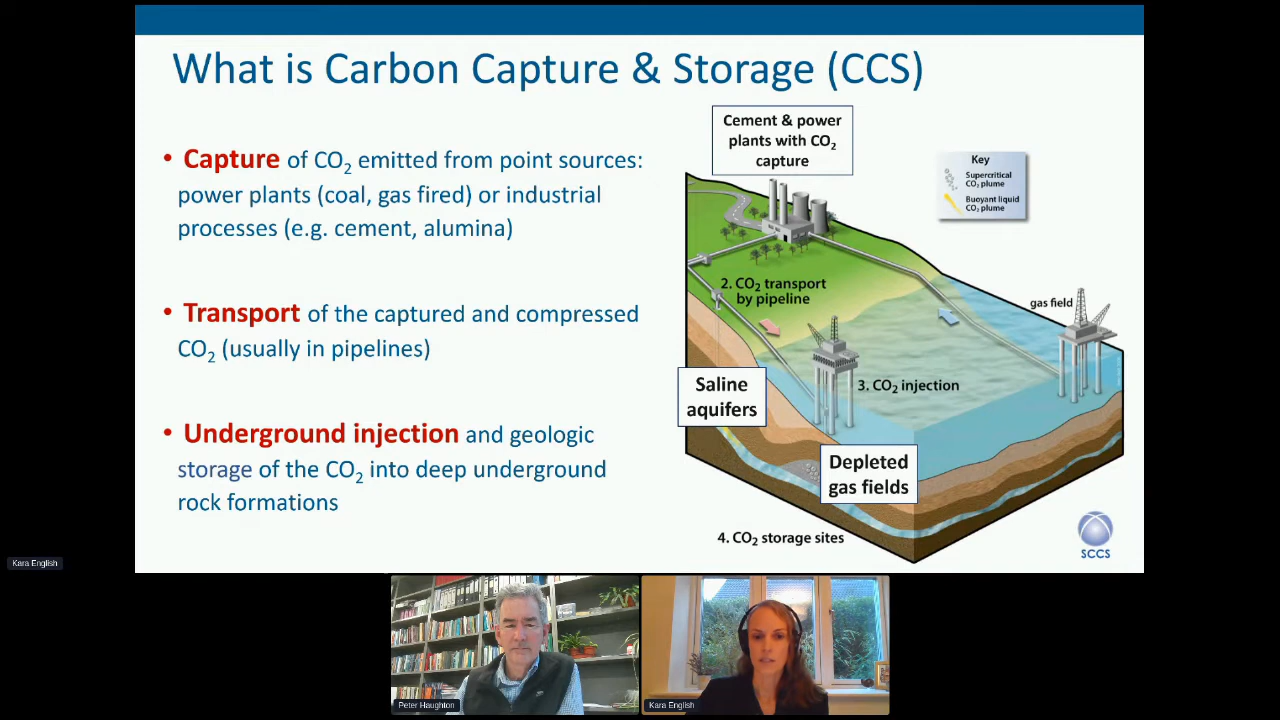 What is Carbon Capture & Storage (CCS)
• Capture of CO₂ emitted from point sources:
power plants (coal, gas fired) or industrial
processes (e.g. cement, alumina)
• Transport of the captured and compressed
CO₂ (usually in pipelines)
• Underground injection and geologic
storage of the CO₂ into deep underground
rock formations
Cement & power
plants with CO₂
capture
Key
Supercritical
CO₂ plume
Buoyant liquid
CO₂ plume
2. CO₂ transport
by pipeline
gas field
3. CO₂ injection
Saline
aquifers
Depleted
gas fields
4. CO₂ storage sites
SCCS
Kara English
Peter Haughton
Kara English